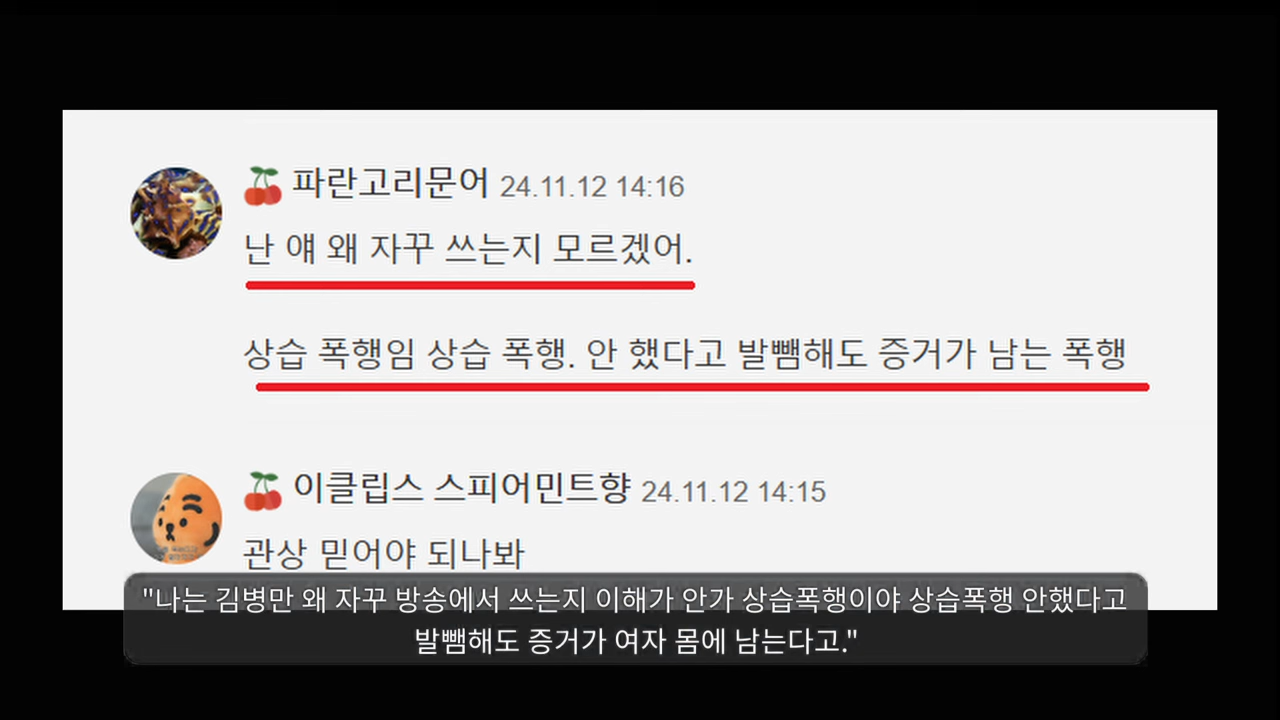 파란고리문어 24.11.12 14:16
난 얘 왜 자꾸 쓰는지 모르겠어.
상습 폭행임 상습 폭행. 안 했다고 발뺌해도 증거가 남는 폭행
이클립스 스피어민트향 24.11.12 14:15
관상 믿어야 되나봐
"나는 김병만 왜 자꾸 방송에서 쓰는지 이해가 안가 상습폭행이야 상습폭행 안했다고
발뺌해도 증거가 여자 몸에 남는다고."